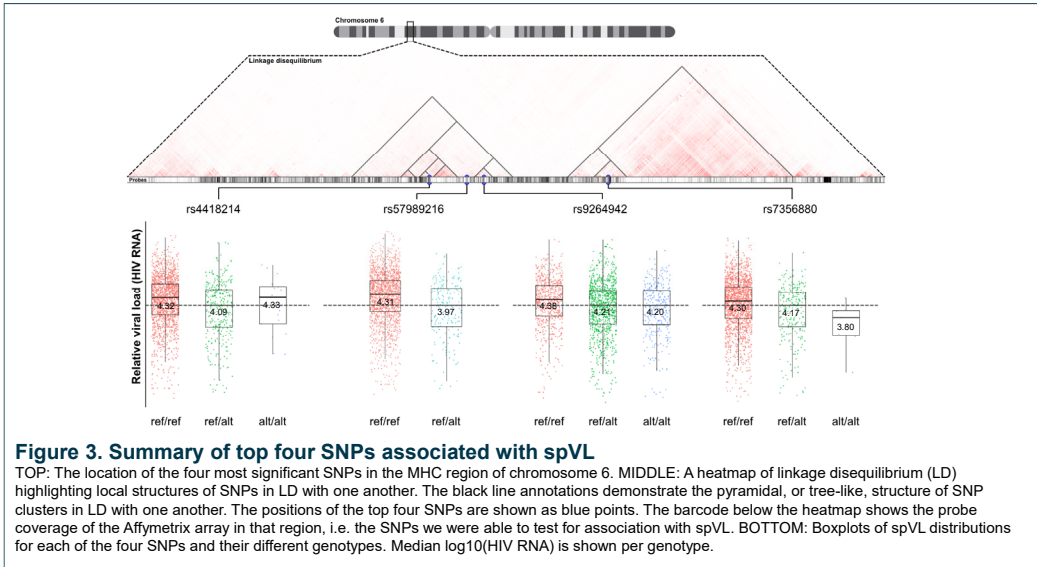 Chromosome 6
Linkage disequilibrium
Probes
rs4418214 rs57989216 rs9264942 rs7356880
Relative viral load (HIV RNA)
4.32 4.09 4.33 4.31 3.97 4.38 4.21 4.20 4.30 4.17 3.80
ref/ref ref/alt alt/alt ref/ref ref/alt ref/ref ref/alt alt/alt ref/ref ref/alt alt/alt
Figure 3. Summary of top four SNPs associated with spVL
TOP: The location of the four most significant SNPs in the MHC region of chromosome 6. MIDDLE: A heatmap of linkage disequilibrium (LD)
highlighting local structures of SNPs in LD with one another. The black line annotations demonstrate the pyramidal, or tree-like, structure of SNP
clusters in LD with one another. The positions of the top four SNPs are shown as blue points. The barcode below the heatmap shows the probe
coverage of the Affymetrix array in that region, i.e. the SNPs we were able to test for association with spVL. BOTTOM: Boxplots of spVL distributions
for each of the four SNPs and their different genotypes. Median log10(HIV RNA) is shown per genotype.